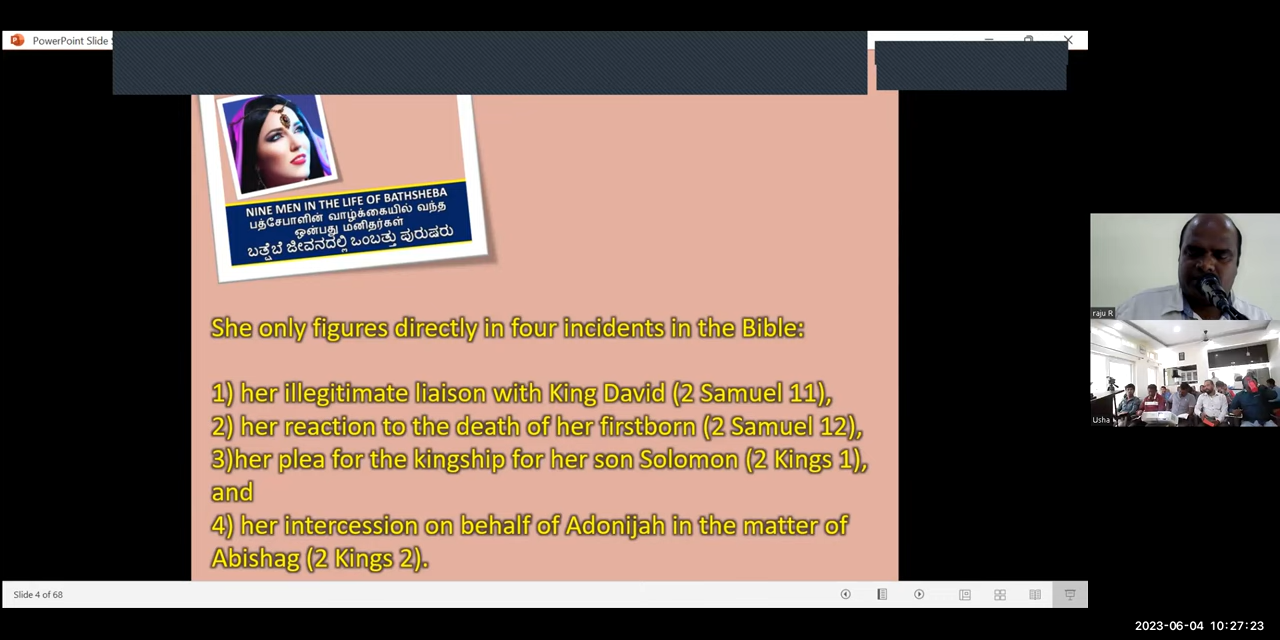 PowerPoint Slide
NINE MEN IN THE LIFE OF BATHSHEBA
பத்சேபாளின் வாழ்க்கையில் வந்த
ஒன்பது மனிதர்கள்
ಬತ್ಷೆಬೆ ಜೀವನದಲ್ಲಿ ಒಂಬತ್ತು ಪುರುಷರು
She only figures directly in four incidents in the Bible:
1) her illegitimate liaison with King David (2 Samuel 11),
2) her reaction to the death of her firstborn (2 Samuel 12),
3)her plea for the kingship for her son Solomon (2 Kings 1),
and
4) her intercession on behalf of Adonijah in the matter of
Abishag (2 Kings 2).
raju R
Usha
Slide 4 of 68
2023-06-04 10:27:23